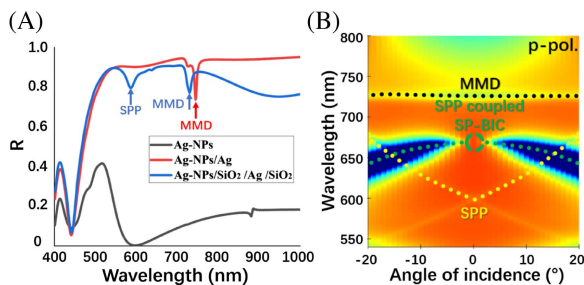 (A)
1.0
0.8
0.6
0.4
0.2
0
R
SPP
MMD
MMD
Ag-NPs
Ag-NPs/Ag
Ag-NPs/SiO₂/Ag/SiO₂
400 500 600 700 800 900 1000
Wavelength (nm)
(B)
800
750
700
650
600
550
Wavelength (nm)
p-pol.
MMD
SPP coupled
SP-BIC
SPP
-20 -10 0 10 20
Angle of incidence (°)